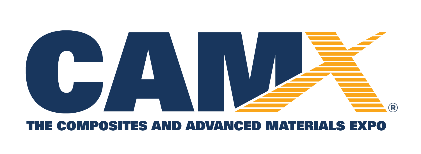 CAMX®
THE COMPOSITES AND ADVANCED MATERIALS EXPO